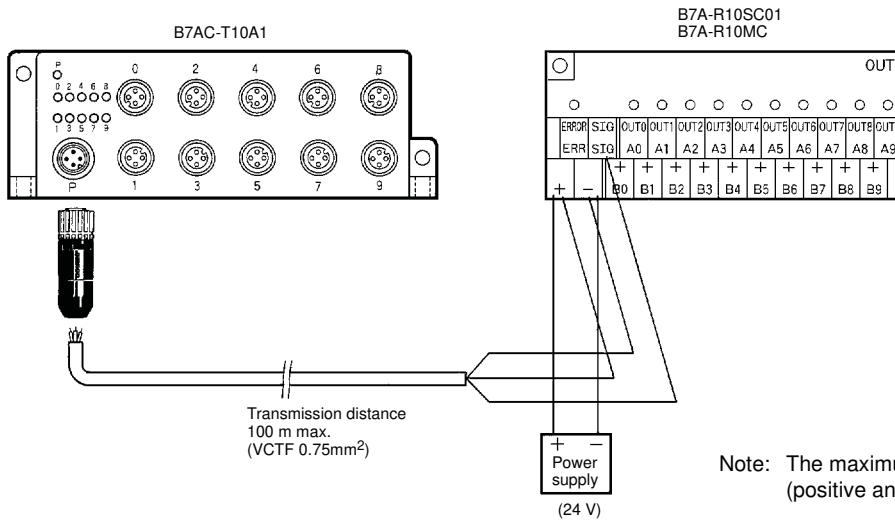 B7AC-T10A1
P
0 2 4 6 8
1 3 5 7 9
0 2 4 6 8
P 1 3 5 7 9
Transmission distance
100 m max.
(VCTF 0.75mm2)
B7A-R10SC01
B7A-R10MC
OUT
ERROR SIG OUT0 OUT1 OUT2 OUT3 OUT4 OUT5 OUT6 OUT7 OUT8 OUT
ERR SIG A0 A1 A2 A3 A4 A5 A6 A7 A8 A9
+ + + + + + + + +
+ − B0 B1 B2 B3 B4 B5 B6 B7 B8 B9
+ −
Power
supply
(24 V)
Note: The maximu
(positive an